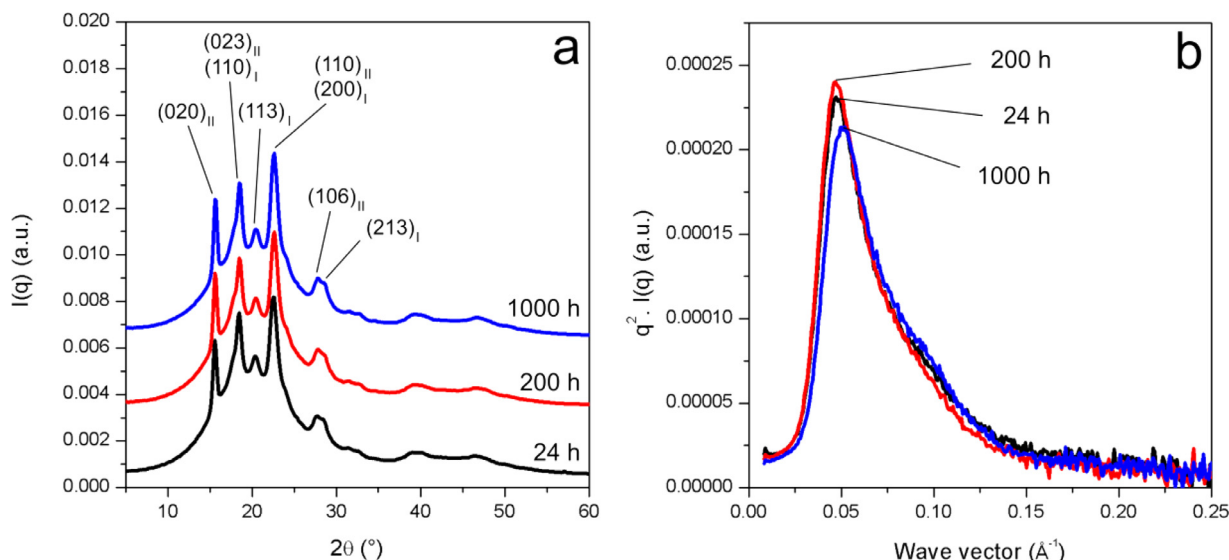 a
0.020
0.018
0.016
0.014
0.012
0.010
0.008
0.006
0.004
0.002
0.000
I(q) (a.u.)
(023)II
(110)I
(110)II
(200)I
(020)II
(113)I
(106)II
(213)I
1000 h
200 h
24 h
10 20 30 40 50 60
2θ (°)
b
0.00025
0.00020
0.00015
0.00010
0.00005
0.00000
q². I(q) (a.u.)
200 h
24 h
1000 h
0.00 0.05 0.10 0.15 0.20 0.25
Wave vector (Å⁻¹)